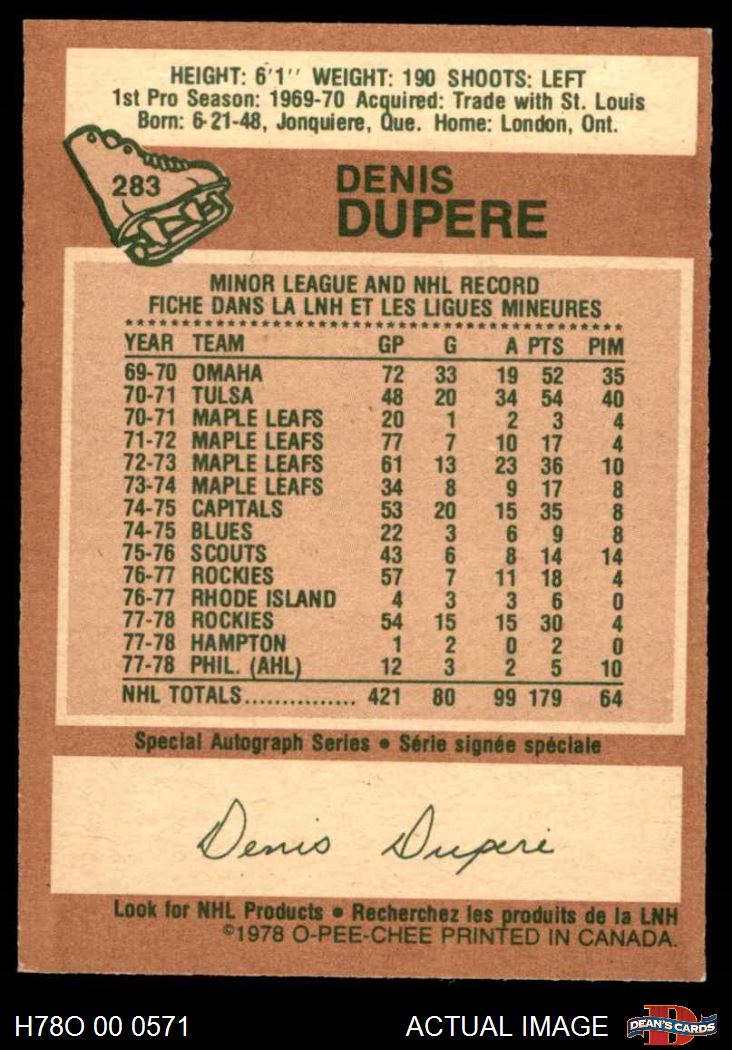 HEIGHT: 6'1'' WEIGHT: 190 SHOOTS: LEFT
1st Pro Season: 1969-70 Acquired: Trade with St. Louis
Born: 6-21-48, Jonquiere, Que. Home: London, Ont.
283
DENIS
DUPERE
MINOR LEAGUE AND NHL RECORD
FICHE DANS LA LNH ET LES LIGUES MINEURES
YEAR TEAM GP G A PTS PIM
69-70 OMAHA 72 33 19 52 35
70-71 TULSA 48 20 34 54 40
70-71 MAPLE LEAFS 20 1 2 3 4
71-72 MAPLE LEAFS 77 7 10 17 4
72-73 MAPLE LEAFS 61 13 23 36 10
73-74 MAPLE LEAFS 34 8 9 17 8
74-75 CAPITALS 53 20 15 35 8
74-75 BLUES 22 3 6 9 8
75-76 SCOUTS 43 6 8 14 14
76-77 ROCKIES 57 7 11 18 4
76-77 RHODE ISLAND 4 3 3 6 0
77-78 ROCKIES 54 15 15 30 4
77-78 HAMPTON 1 2 0 2 0
77-78 PHIL. (AHL) 12 3 2 5 10
NHL TOTALS............... 421 80 99 179 64
Special Autograph Series • Série signée spéciale
Denis Dupere
Look for NHL Products • Recherchez les produits de la LNH
©1978 O-PEE-CHEE PRINTED IN CANADA.
H78O 00 0571 ACTUAL IMAGE DEAN'S CARDS